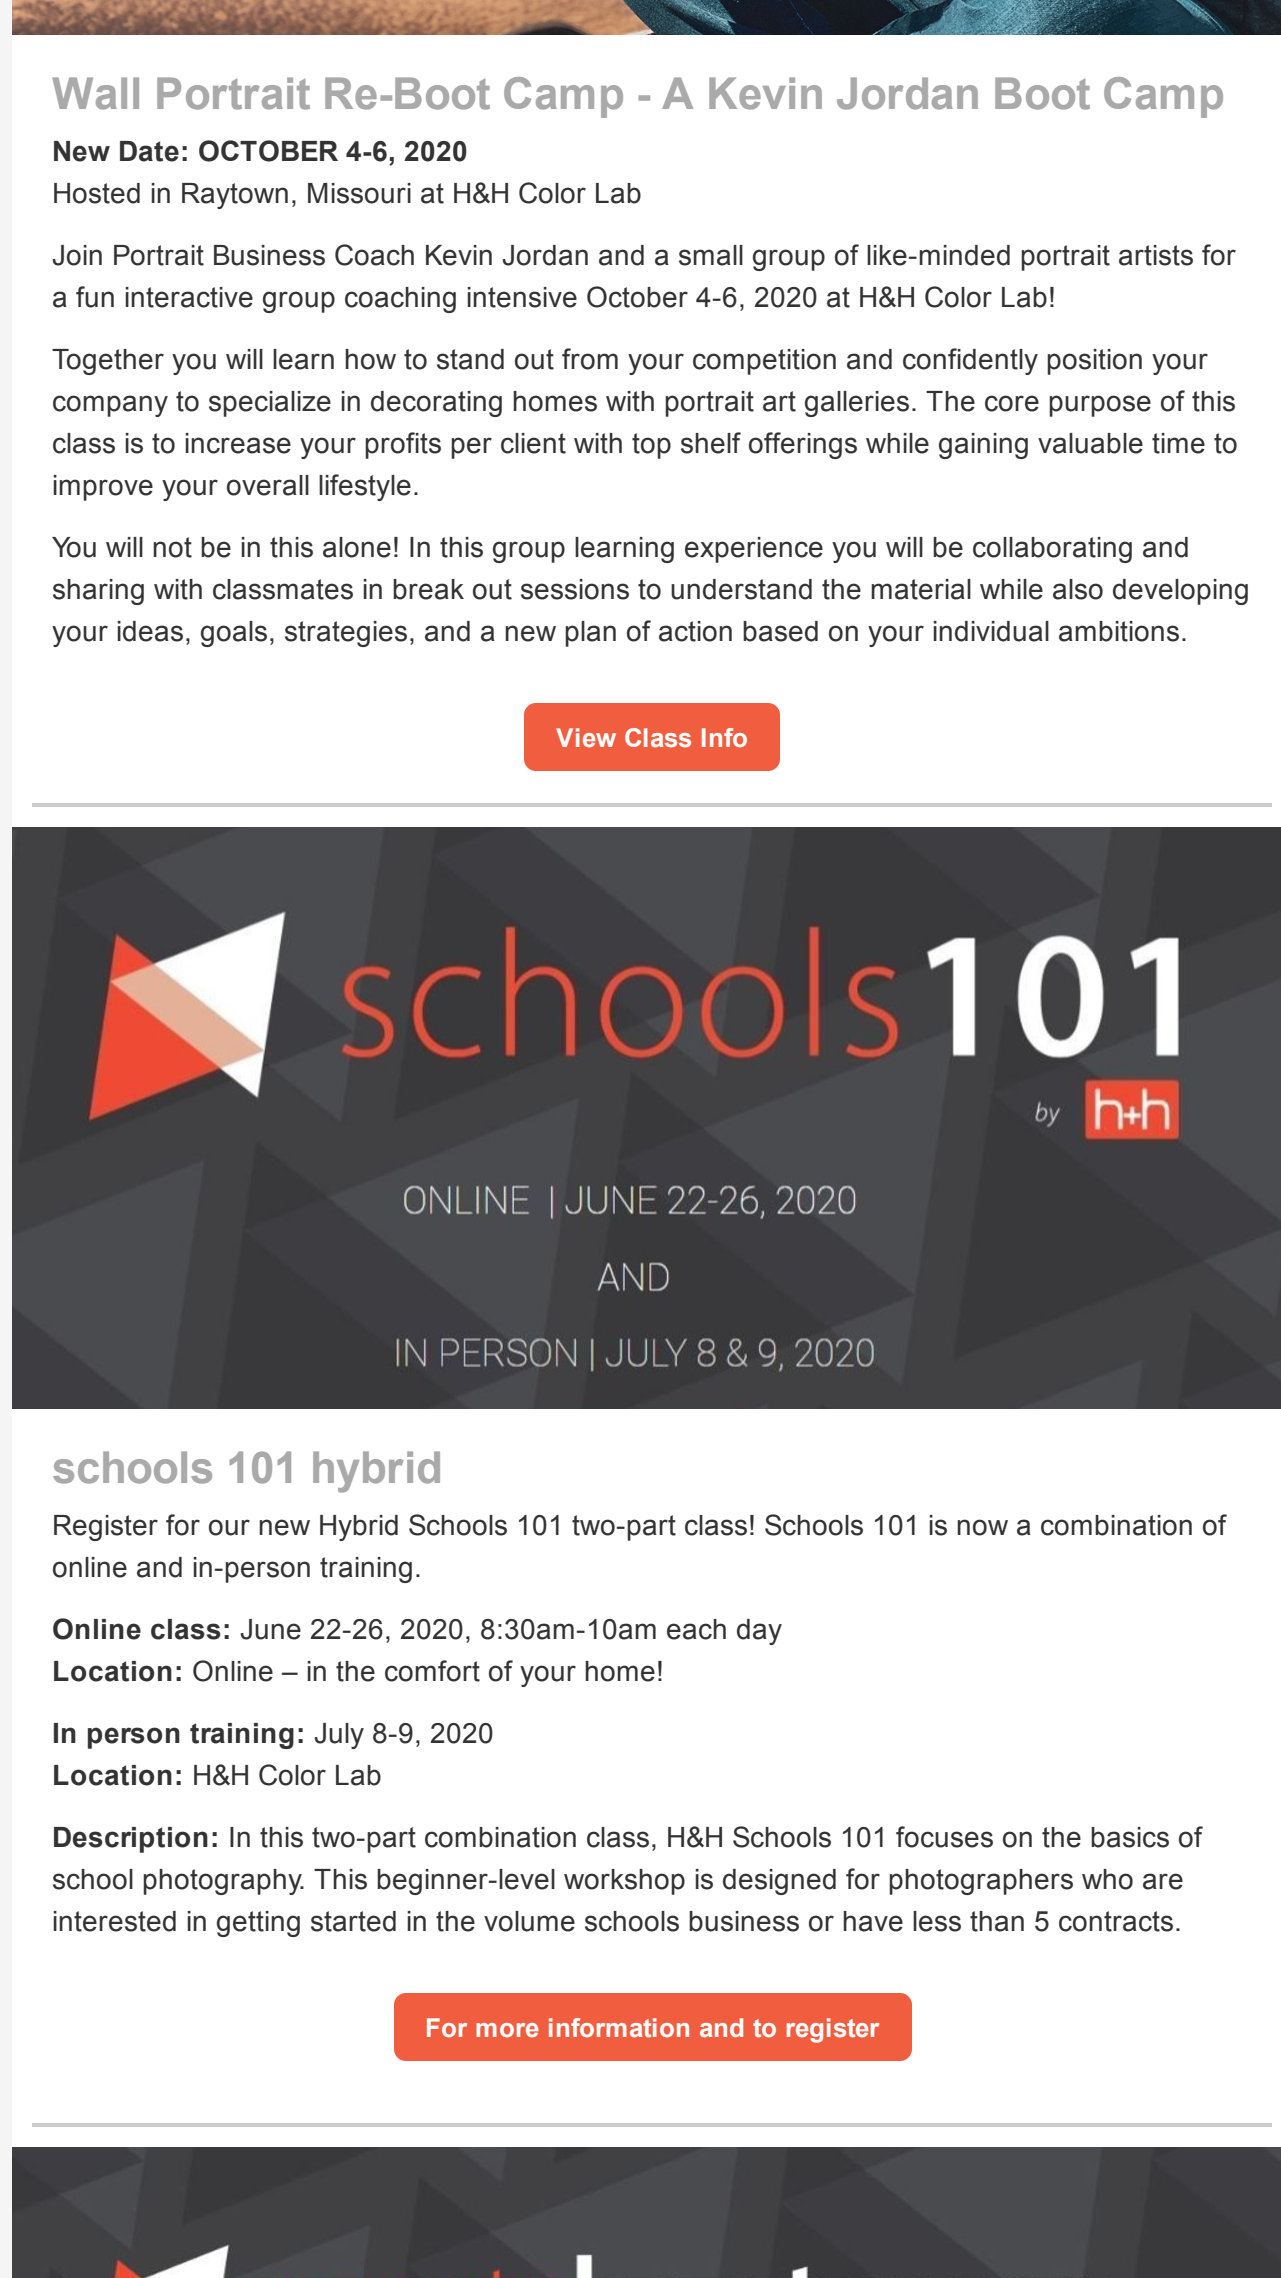 Wall Portrait Re-Boot Camp - A Kevin Jordan Boot Camp
New Date: OCTOBER 4-6, 2020
Hosted in Raytown, Missouri at H&H Color Lab
Join Portrait Business Coach Kevin Jordan and a small group of like-minded portrait artists for
a fun interactive group coaching intensive October 4-6, 2020 at H&H Color Lab!
Together you will learn how to stand out from your competition and confidently position your
company to specialize in decorating homes with portrait art galleries. The core purpose of this
class is to increase your profits per client with top shelf offerings while gaining valuable time to
improve your overall lifestyle.
You will not be in this alone! In this group learning experience you will be collaborating and
sharing with classmates in break out sessions to understand the material while also developing
your ideas, goals, strategies, and a new plan of action based on your individual ambitions.
View Class Info
schools101
by h+h
ONLINE | JUNE 22-26, 2020
AND
IN PERSON | JULY 8 & 9, 2020
schools 101 hybrid
Register for our new Hybrid Schools 101 two-part class! Schools 101 is now a combination of
online and in-person training.
Online class: June 22-26, 2020, 8:30am-10am each day
Location: Online – in the comfort of your home!
In person training: July 8-9, 2020
Location: H&H Color Lab
Description: In this two-part combination class, H&H Schools 101 focuses on the basics of
school photography. This beginner-level workshop is designed for photographers who are
interested in getting started in the volume schools business or have less than 5 contracts.
For more information and to register